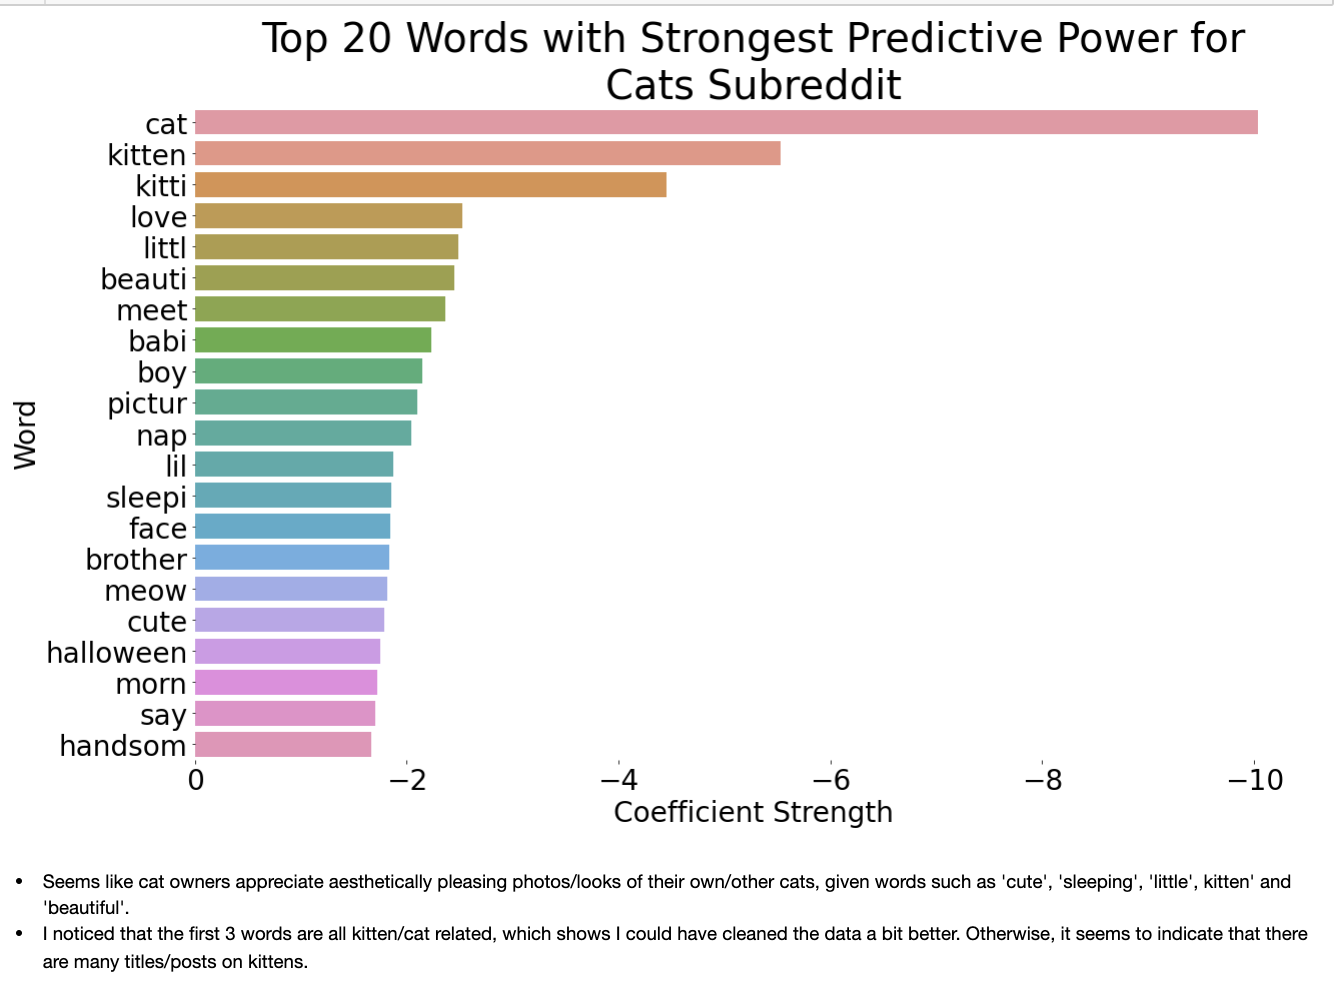 Top 20 Words with Strongest Predictive Power for
Cats Subreddit
cat
kitten
kitti
love
littl
beauti
meet
babi
boy
pictur
nap
lil
sleepi
face
brother
meow
cute
halloween
morn
say
handsom
Word
0 −2 −4 −6 −8 −10
Coefficient Strength
• Seems like cat owners appreciate aesthetically pleasing photos/looks of their own/other cats, given words such as 'cute', 'sleeping', 'little', kitten' and
'beautiful'.
• I noticed that the first 3 words are all kitten/cat related, which shows I could have cleaned the data a bit better. Otherwise, it seems to indicate that there
are many titles/posts on kittens.